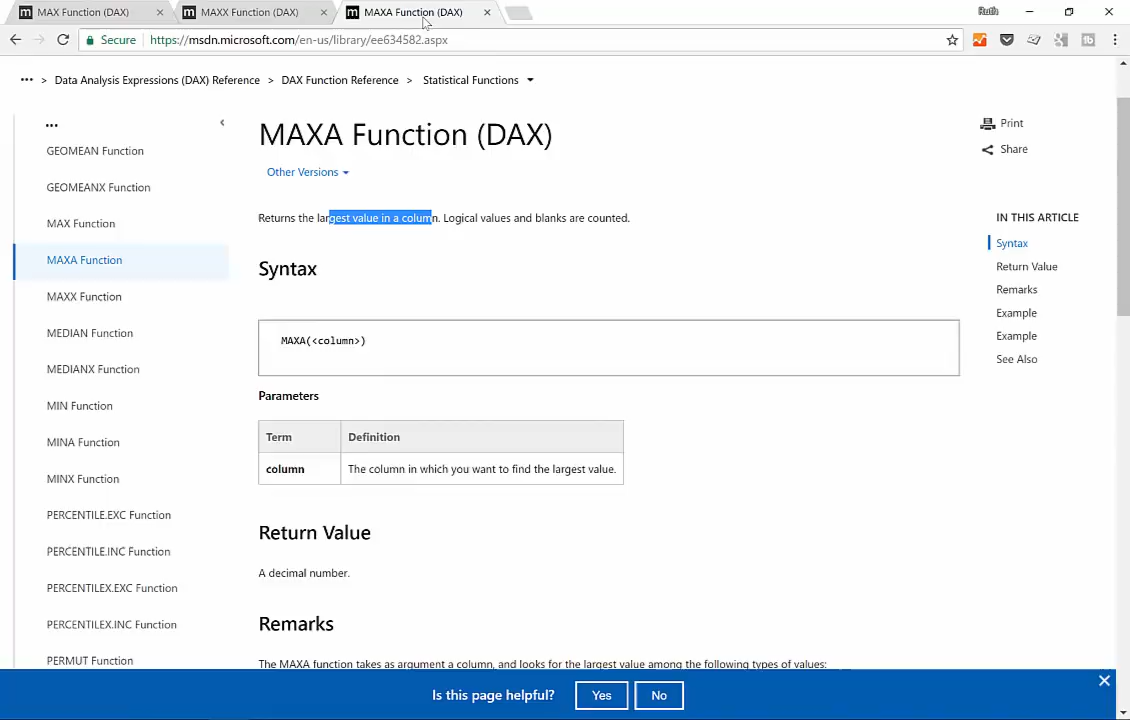 MAX Function (DAX)
MAXX Function (DAX)
MAXA Function (DAX)
Ruth
Secure
https://msdn.microsoft.com/en-us/library/ee634582.aspx
••• > Data Analysis Expressions (DAX) Reference > DAX Function Reference > Statistical Functions
•••
GEOMEAN Function
GEOMEANX Function
MAX Function
MAXA Function
MAXX Function
MEDIAN Function
MEDIANX Function
MIN Function
MINA Function
MINX Function
PERCENTILE.EXC Function
PERCENTILE.INC Function
PERCENTILEX.EXC Function
PERCENTILEX.INC Function
PERMUT Function
MAXA Function (DAX)
Other Versions
Returns the largest value in a column. Logical values and blanks are counted.
Syntax
MAXA(<column>)
Parameters
Term Definition
column The column in which you want to find the largest value.
Return Value
A decimal number.
Remarks
The MAXA function takes as argument a column, and looks for the largest value among the following types of values:
Print
Share
IN THIS ARTICLE
Syntax
Return Value
Remarks
Example
Example
See Also
Is this page helpful? Yes No